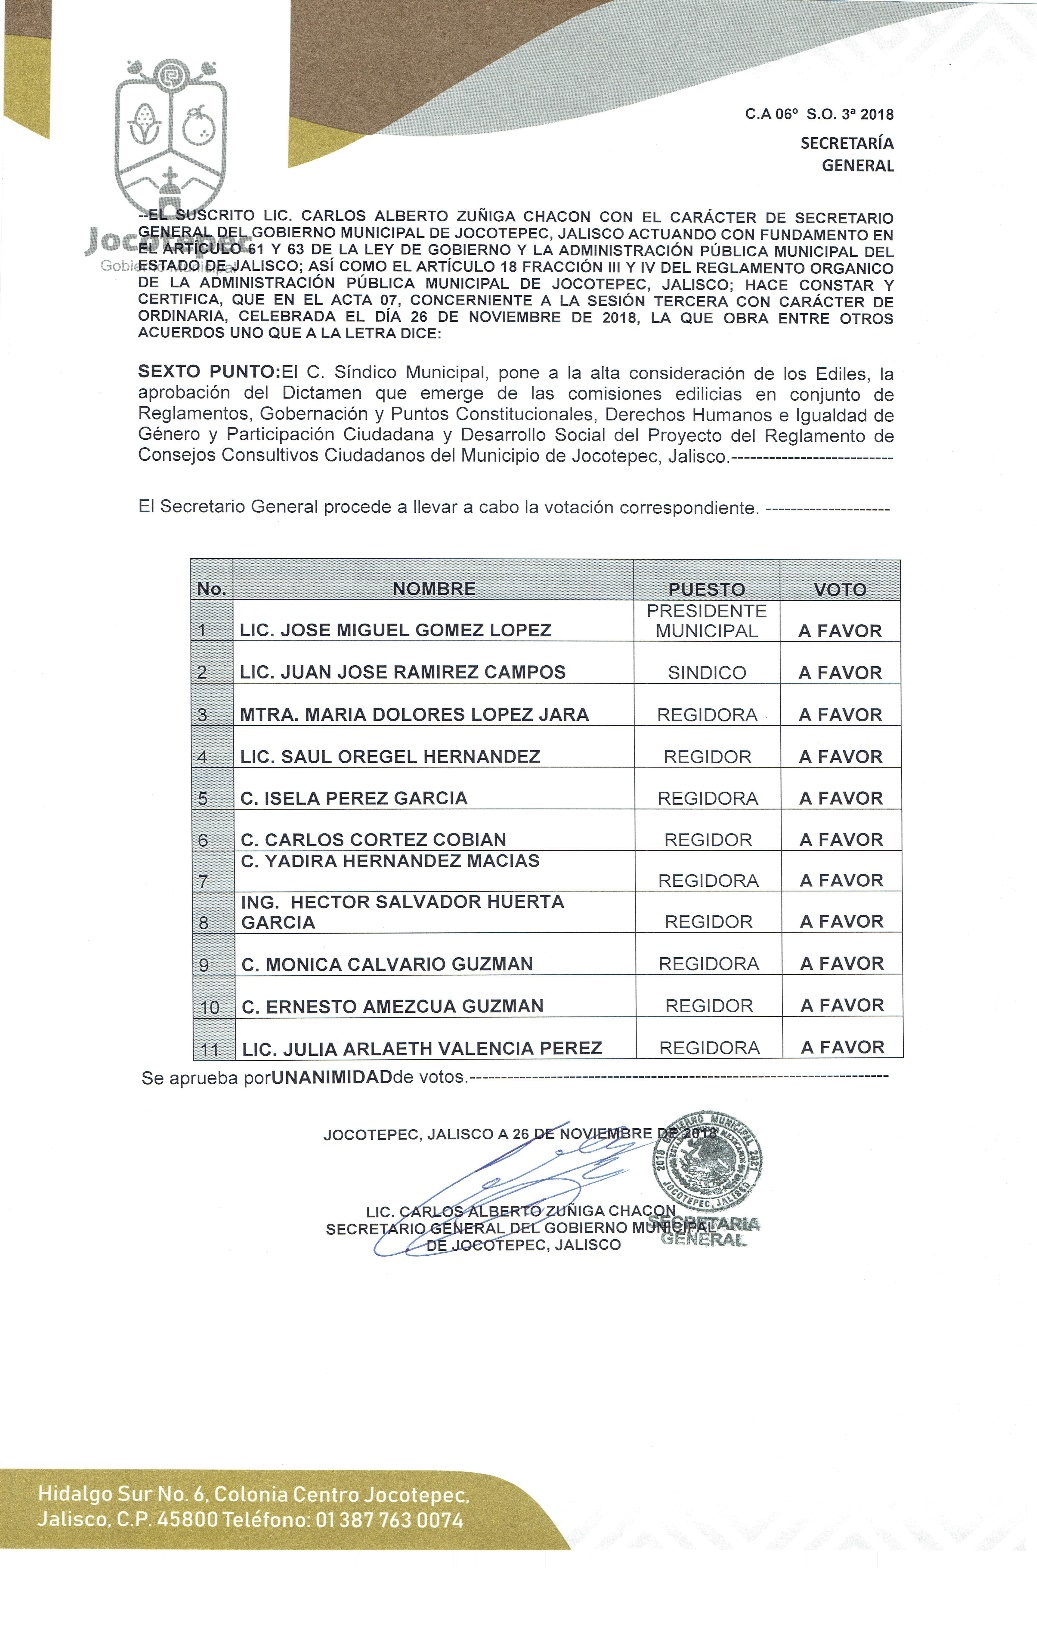 C.A 06º S.O. 3ª 2018
SECRETARÍA
GENERAL
Jocotepec
Gobierno Municipal
--EL SUSCRITO LIC. CARLOS ALBERTO ZUÑIGA CHACON CON EL CARÁCTER DE SECRETARIO
GENERAL DEL GOBIERNO MUNICIPAL DE JOCOTEPEC, JALISCO ACTUANDO CON FUNDAMENTO EN
EL ARTÍCULO 61 Y 63 DE LA LEY DE GOBIERNO Y LA ADMINISTRACIÓN PÚBLICA MUNICIPAL DEL
ESTADO DE JALISCO; ASÍ COMO EL ARTÍCULO 18 FRACCIÓN III Y IV DEL REGLAMENTO ORGANICO
DE LA ADMINISTRACIÓN PÚBLICA MUNICIPAL DE JOCOTEPEC, JALISCO; HACE CONSTAR Y
CERTIFICA, QUE EN EL ACTA 07, CONCERNIENTE A LA SESIÓN TERCERA CON CARÁCTER DE
ORDINARIA, CELEBRADA EL DÍA 26 DE NOVIEMBRE DE 2018, LA QUE OBRA ENTRE OTROS
ACUERDOS UNO QUE A LA LETRA DICE:
SEXTO PUNTO:El C. Síndico Municipal, pone a la alta consideración de los Ediles, la
aprobación del Dictamen que emerge de las comisiones edilicias en conjunto de
Reglamentos, Gobernación y Puntos Constitucionales, Derechos Humanos e Igualdad de
Género y Participación Ciudadana y Desarrollo Social del Proyecto del Reglamento de
Consejos Consultivos Ciudadanos del Municipio de Jocotepec, Jalisco.--------------------------
El Secretario General procede a llevar a cabo la votación correspondiente. --------------------
No. NOMBRE PUESTO VOTO
1 LIC. JOSE MIGUEL GOMEZ LOPEZ PRESIDENTE MUNICIPAL A FAVOR
2 LIC. JUAN JOSE RAMIREZ CAMPOS SINDICO A FAVOR
3 MTRA. MARIA DOLORES LOPEZ JARA REGIDORA A FAVOR
4 LIC. SAUL OREGEL HERNANDEZ REGIDOR A FAVOR
5 C. ISELA PEREZ GARCIA REGIDORA A FAVOR
6 C. CARLOS CORTEZ COBIAN REGIDOR A FAVOR
7 C. YADIRA HERNANDEZ MACIAS REGIDORA A FAVOR
8 ING. HECTOR SALVADOR HUERTA GARCIA REGIDOR A FAVOR
9 C. MONICA CALVARIO GUZMAN REGIDORA A FAVOR
10 C. ERNESTO AMEZCUA GUZMAN REGIDOR A FAVOR
11 LIC. JULIA ARLAETH VALENCIA PEREZ REGIDORA A FAVOR
Se aprueba porUNANIMIDADde votos.--------------------------------------------------------------------
JOCOTEPEC, JALISCO A 26 DE NOVIEMBRE DE 2018
LIC. CARLOS ALBERTO ZUÑIGA CHACON
SECRETARIO GENERAL DEL GOBIERNO MUNICIPAL
DE JOCOTEPEC, JALISCO
2018 GOBIERNO MUNICIPAL 2021
JOCOTEPEC, JALISCO
SECRETARIA
GENERAL
Hidalgo Sur No. 6, Colonia Centro Jocotepec,
Jalisco, C.P. 45800 Teléfono: 01 387 763 0074